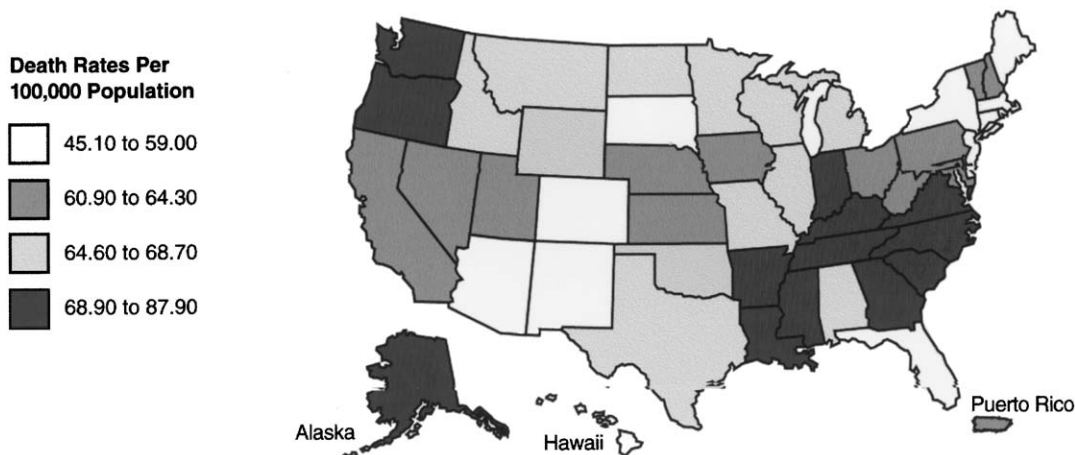 Death Rates Per
100,000 Population
45.10 to 59.00
60.90 to 64.30
64.60 to 68.70
68.90 to 87.90
Alaska
Hawaii
Puerto Rico